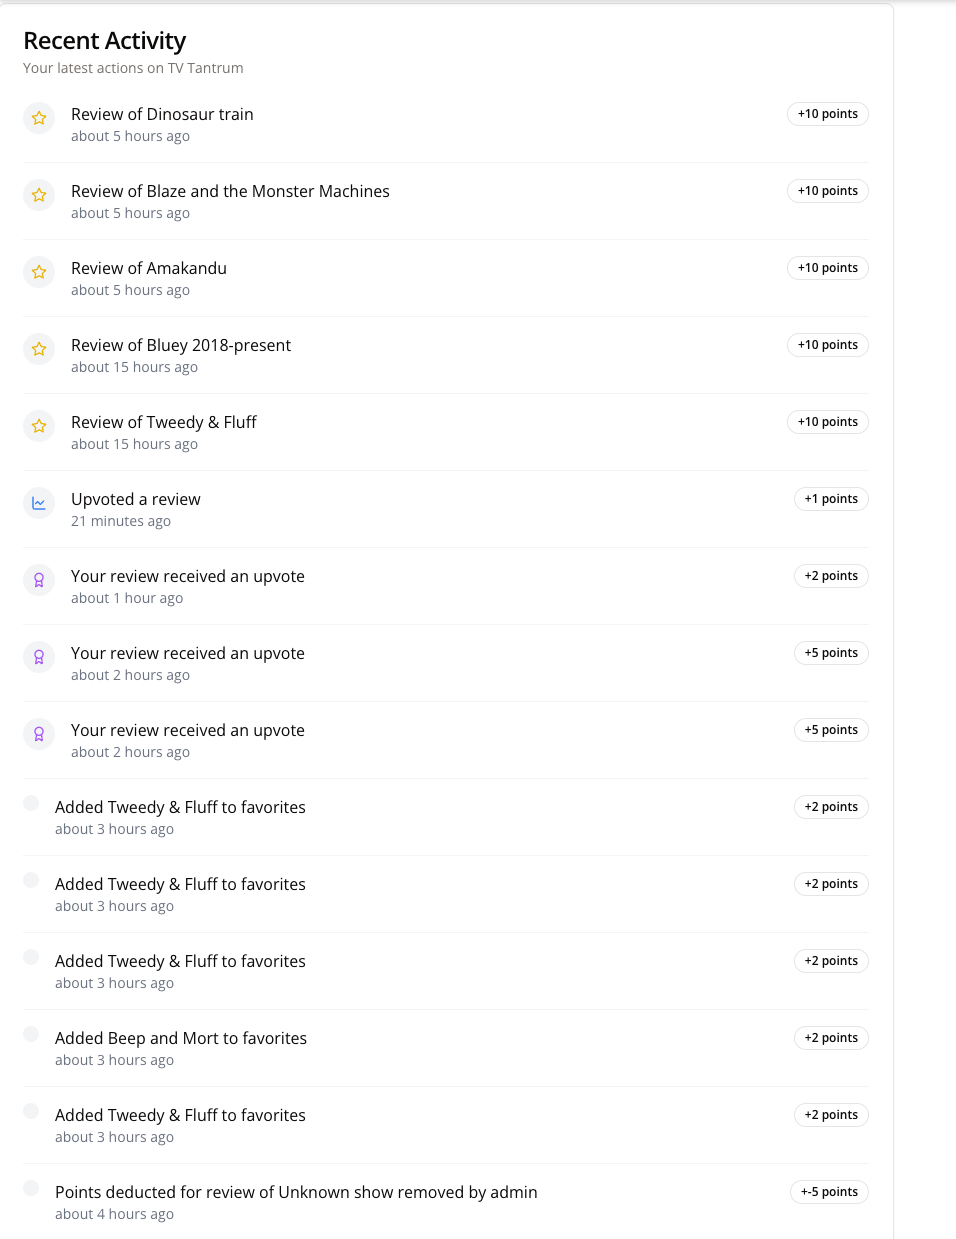 Recent Activity
Your latest actions on TV Tantrum
Review of Dinosaur train
+10 points
about 5 hours ago
Review of Blaze and the Monster Machines
+10 points
about 5 hours ago
Review of Amakandu
+10 points
about 5 hours ago
Review of Bluey 2018-present
+10 points
about 15 hours ago
Review of Tweedy & Fluff
+10 points
about 15 hours ago
Upvoted a review
+1 points
21 minutes ago
Your review received an upvote
+2 points
about 1 hour ago
Your review received an upvote
+5 points
about 2 hours ago
Your review received an upvote
+5 points
about 2 hours ago
Added Tweedy & Fluff to favorites
+2 points
about 3 hours ago
Added Tweedy & Fluff to favorites
+2 points
about 3 hours ago
Added Tweedy & Fluff to favorites
+2 points
about 3 hours ago
Added Beep and Mort to favorites
+2 points
about 3 hours ago
Added Tweedy & Fluff to favorites
+2 points
about 3 hours ago
Points deducted for review of Unknown show removed by admin
+-5 points
about 4 hours ago